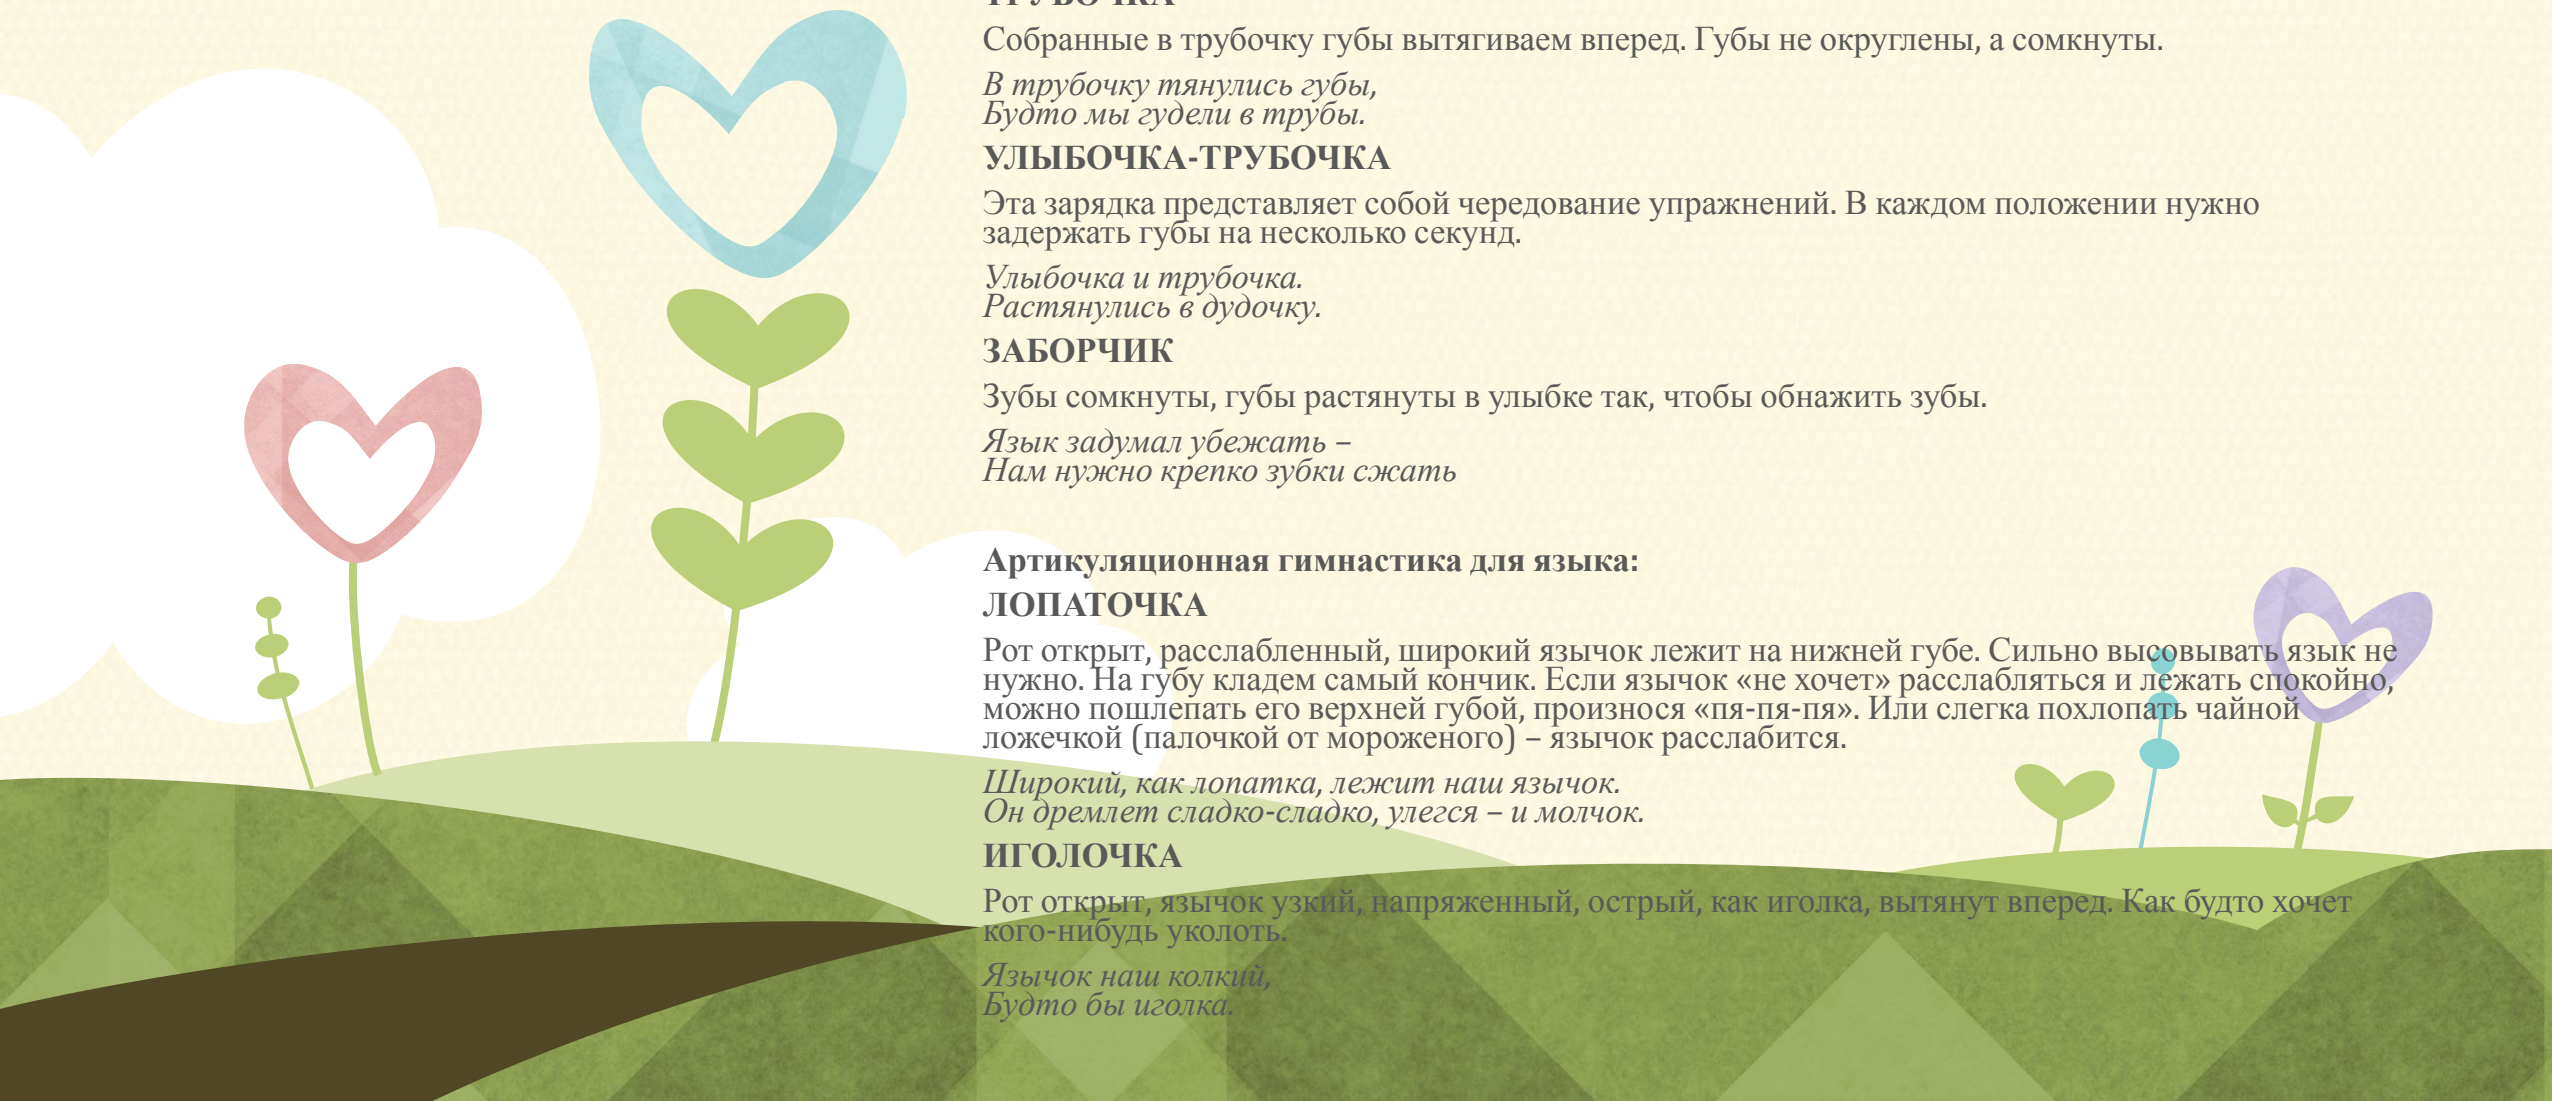 ТРУБОЧКА
Собранные в трубочку губы вытягиваем вперед. Губы не округлены, а сомкнуты.
В трубочку тянулись губы,
Будто мы гудели в трубы.
УЛЫБОЧКА-ТРУБОЧКА
Эта зарядка представляет собой чередование упражнений. В каждом положении нужно
задержать губы на несколько секунд.
Улыбочка и трубочка.
Растянулись в дудочку.
ЗАБОРЧИК
Зубы сомкнуты, губы растянуты в улыбке так, чтобы обнажить зубы.
Язык задумал убежать –
Нам нужно крепко зубки сжать
Артикуляционная гимнастика для языка:
ЛОПАТОЧКА
Рот открыт, расслабленный, широкий язычок лежит на нижней губе. Сильно высовывать язык не
нужно. На губу кладем самый кончик. Если язычок «не хочет» расслабляться и лежать спокойно,
можно пошлепать его верхней губой, произнося «пя-пя-пя». Или слегка похлопать чайной
ложечкой (палочкой от мороженого) – язычок расслабится.
Широкий, как лопатка, лежит наш язычок.
Он дремлет сладко-сладко, улегся – и молчок.
ИГОЛОЧКА
Рот открыт, язычок узкий, напряженный, острый, как иголка, вытянут вперед. Как будто хочет
кого-нибудь уколоть.
Язычок наш колкий,
Будто бы иголка.